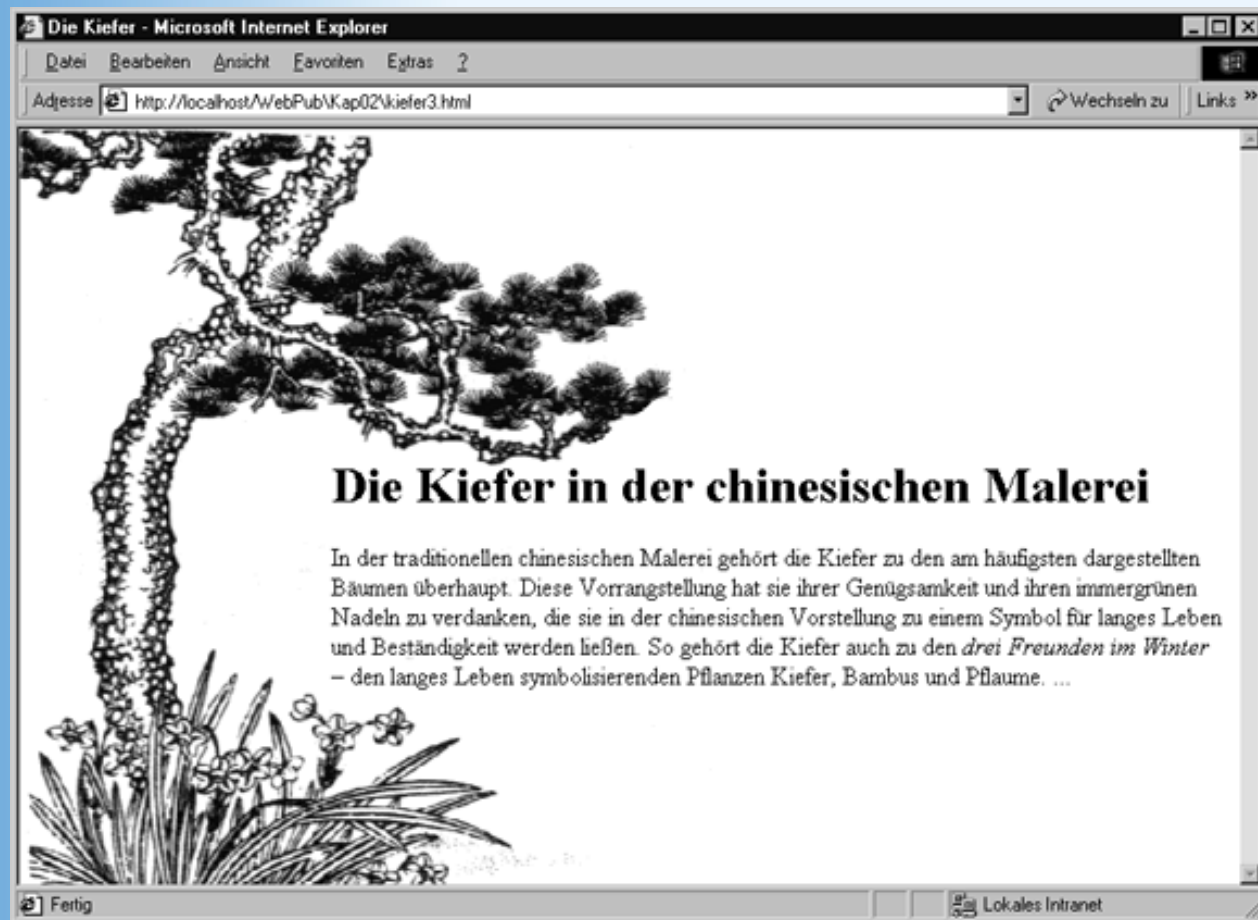 Die Kiefer - Microsoft Internet Explorer
Datei Bearbeiten Ansicht Favoriten Extras ?
Adresse http://localhost/WebPub\Kap02\kiefer3.html Wechseln zu Links »
Die Kiefer in der chinesischen Malerei
In der traditionellen chinesischen Malerei gehört die Kiefer zu den am häufigsten dargestellten
Bäumen überhaupt. Diese Vorrangstellung hat sie ihrer Genügsamkeit und ihren immergrünen
Nadeln zu verdanken, die sie in der chinesischen Vorstellung zu einem Symbol für langes Leben
und Beständigkeit werden ließen. So gehört die Kiefer auch zu den drei Freunden im Winter
– den langes Leben symbolisierenden Pflanzen Kiefer, Bambus und Pflaume. ...
Fertig Lokales Intranet